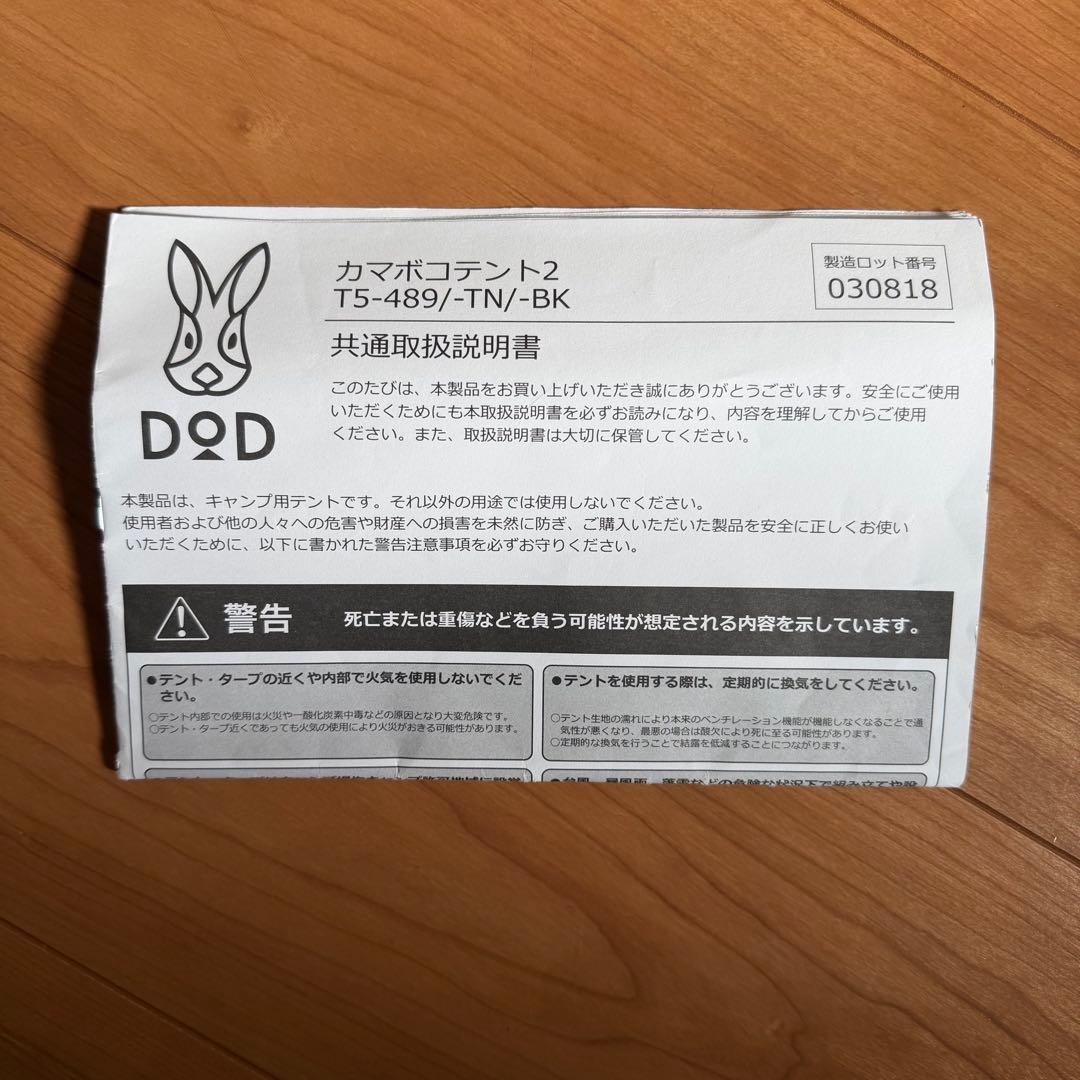 カマボコテント2
T5-489/-TN/-BK
製造ロット番号
030818
共通取扱説明書
このたびは、本製品をお買い上げいただき誠にありがとうございます。安全にご使用
いただくためにも本取扱説明書を必ずお読みになり、内容を理解してからご使用
ください。また、取扱説明書は大切に保管してください。
DOD
本製品は、キャンプ用テントです。それ以外の用途では使用しないでください。
使用者および他の人々への危害や財産への損害を未然に防ぎ、ご購入いただいた製品を安全に正しくお使い
いただくために、以下に書かれた警告注意事項を必ずお守りください。
警告 死亡または重傷などを負う可能性が想定される内容を示しています。
●テント・タープの近くや内部で火気を使用しないでくだ
さい。
○テント内部での使用は火災や一酸化炭素中毒などの原因となり大変危険です。
○テント・タープ近くであっても火気の使用により火災がおきる可能性があります。
●テントを使用する際は、定期的に換気をしてください。
○テント生地の濡れにより本来のベンチレーション機能が機能しなくなることで通
気性が悪くなり、最悪の場合は酸欠により死に至る可能性があります。
○定期的な換気を行うことで結露を低減することにつながります。
●台風、暴風雨、落雷などの危険な状況下で組み立てや設